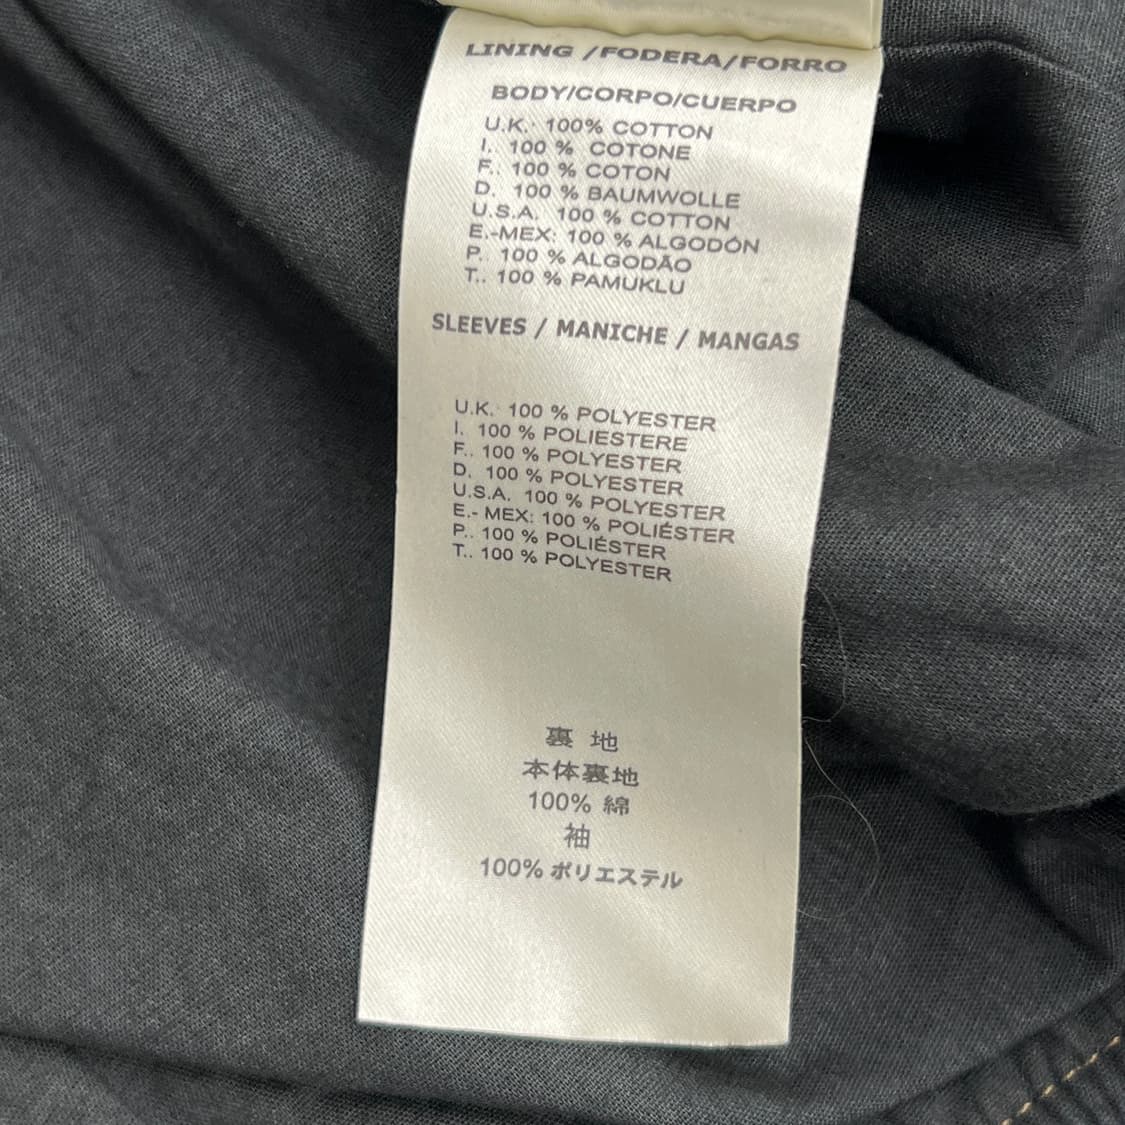 LINING /FODERA/FORRO
BODY/CORPO/CUERPO
U.K.· 100% COTTON
I.. 100 % COTONE
F.. 100 % COTON
D. 100 % BAUMWOLLE
U.S.A. 100 % COTTON
E.-MEX: 100 % ALGODÓN
P.. 100 % ALGODÃO
T.. 100 % PAMUKLU
SLEEVES / MANICHE / MANGAS
U.K.· 100 % POLYESTER
I. 100 % POLIESTERE
F.. 100 % POLYESTER
D. 100 % POLYESTER
U.S.A. 100 % POLYESTER
E.- MEX: 100 % POLIÉSTER
P.. 100 % POLIÉSTER
T.. 100 % POLYESTER
裏 地
本体裏地
100% 綿
袖
100% ポリエステル